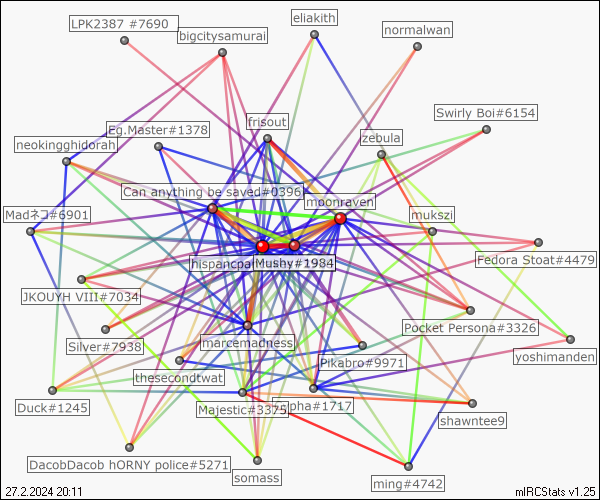 LPK2387 #7690
eliakith
normalwan
bigcitysamurai
Swirly Boi#6154
frisout
Eg.Master#1378
zebula
neokingghidorah
Can anything be saved#0396
moonraven
Madネコ#6901
mukszi
hispancpa
Mushy#1984
Fedora Stoat#4479
JKOUYH VIII#7034
Pocket Persona#3326
marcemadness
Silver#7938
yoshimanden
Pikabro#9971
thesecondtwat
Duck#1245
Majestic#3375
alpha#1717
shawntee9
DacobDacob hORNY police#5271
somass
ming#4742
27.2.2024 20:11
mIRCStats v1.25